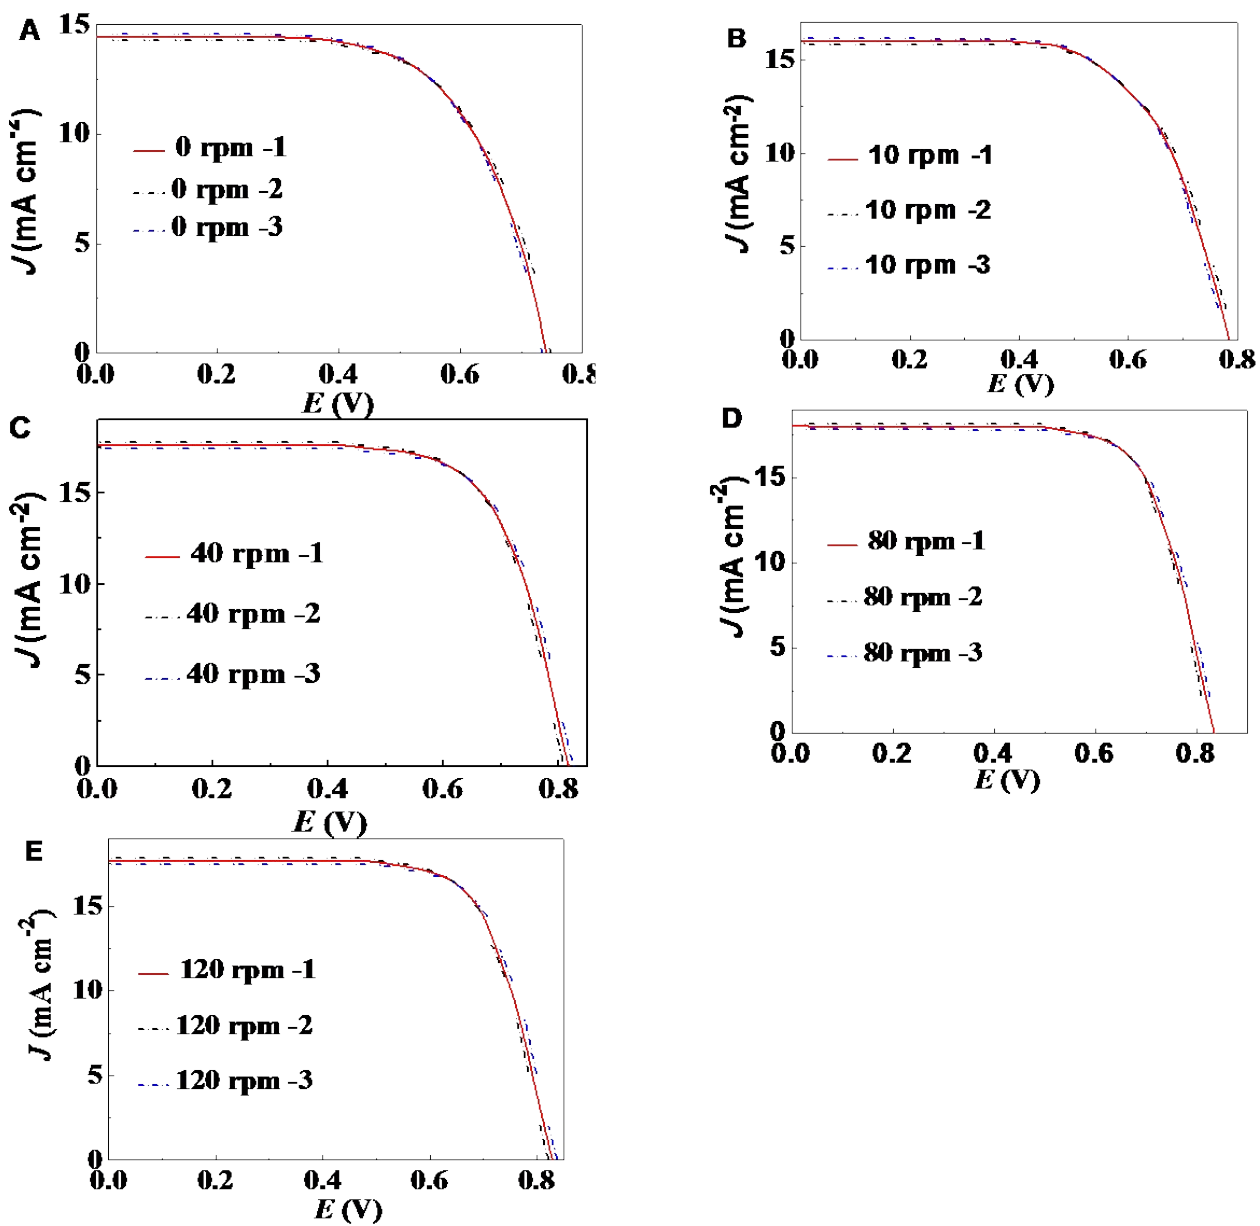 A
15
10
5
0
0.0 0.2 0.4 0.6 0.8
J (mA cm-2)
E (V)
0 rpm -1
0 rpm -2
0 rpm -3
B
15
10
5
0
0.0 0.2 0.4 0.6 0.8
J (mA cm-2)
E (V)
10 rpm -1
10 rpm -2
10 rpm -3
C
15
10
5
0
0.0 0.2 0.4 0.6 0.8
J (mA cm-2)
E (V)
40 rpm -1
40 rpm -2
40 rpm -3
D
15
10
5
0
0.0 0.2 0.4 0.6 0.8
J (mA cm-2)
E (V)
80 rpm -1
80 rpm -2
80 rpm -3
E
15
10
5
0
0.0 0.2 0.4 0.6 0.8
J (mA cm-2)
E (V)
120 rpm -1
120 rpm -2
120 rpm -3